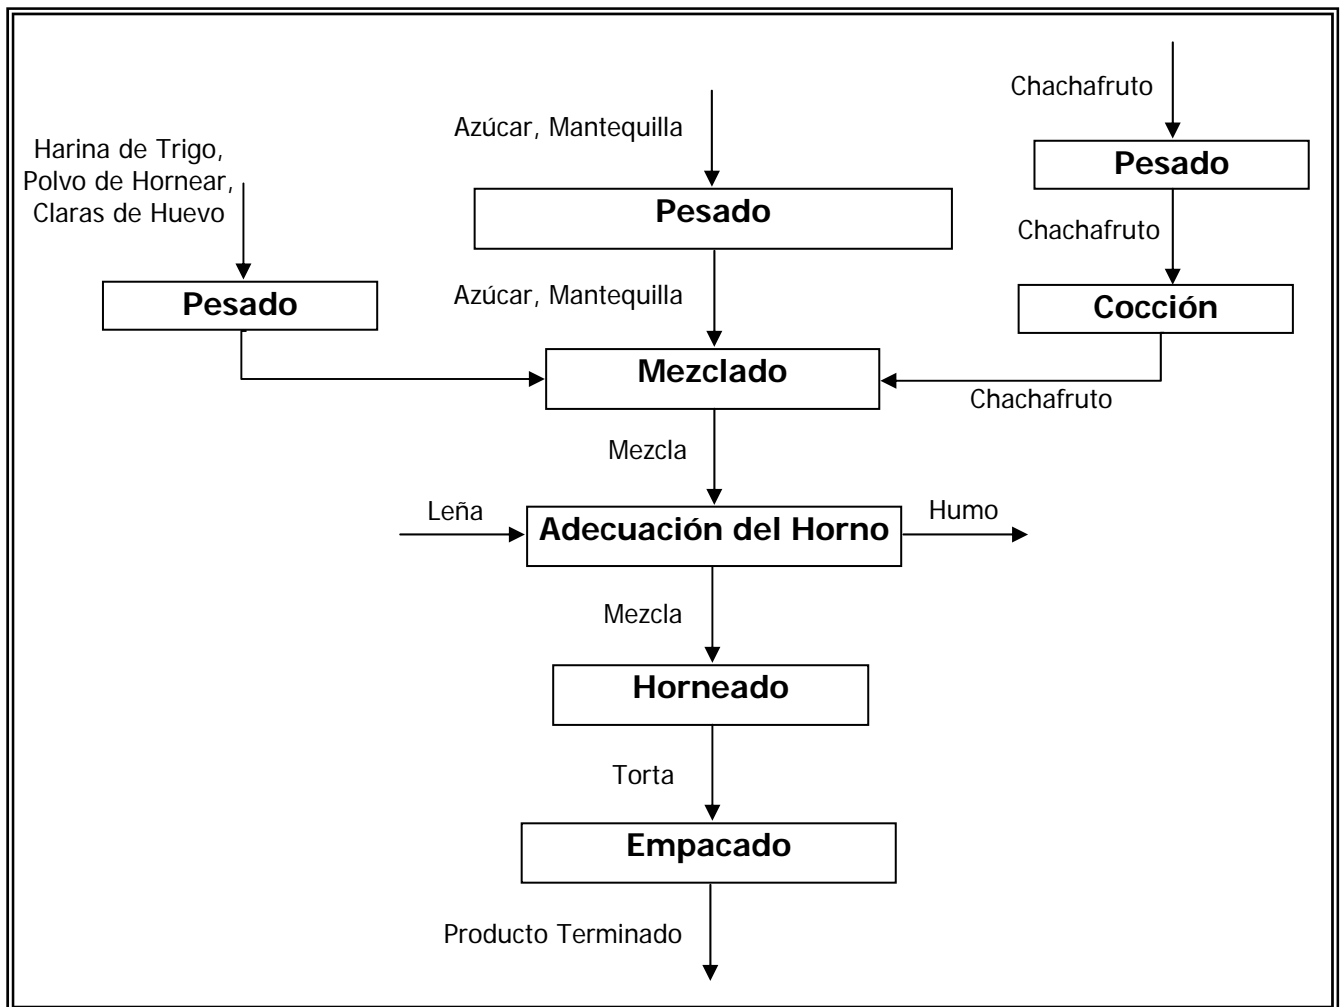 Chachafruto
Azúcar, Mantequilla
Harina de Trigo,
Polvo de Hornear,
Claras de Huevo
Pesado
Pesado
Chachafruto
Pesado
Azúcar, Mantequilla
Cocción
Mezclado
Chachafruto
Mezcla
Leña
Adecuación del Horno
Humo
Mezcla
Horneado
Torta
Empacado
Producto Terminado